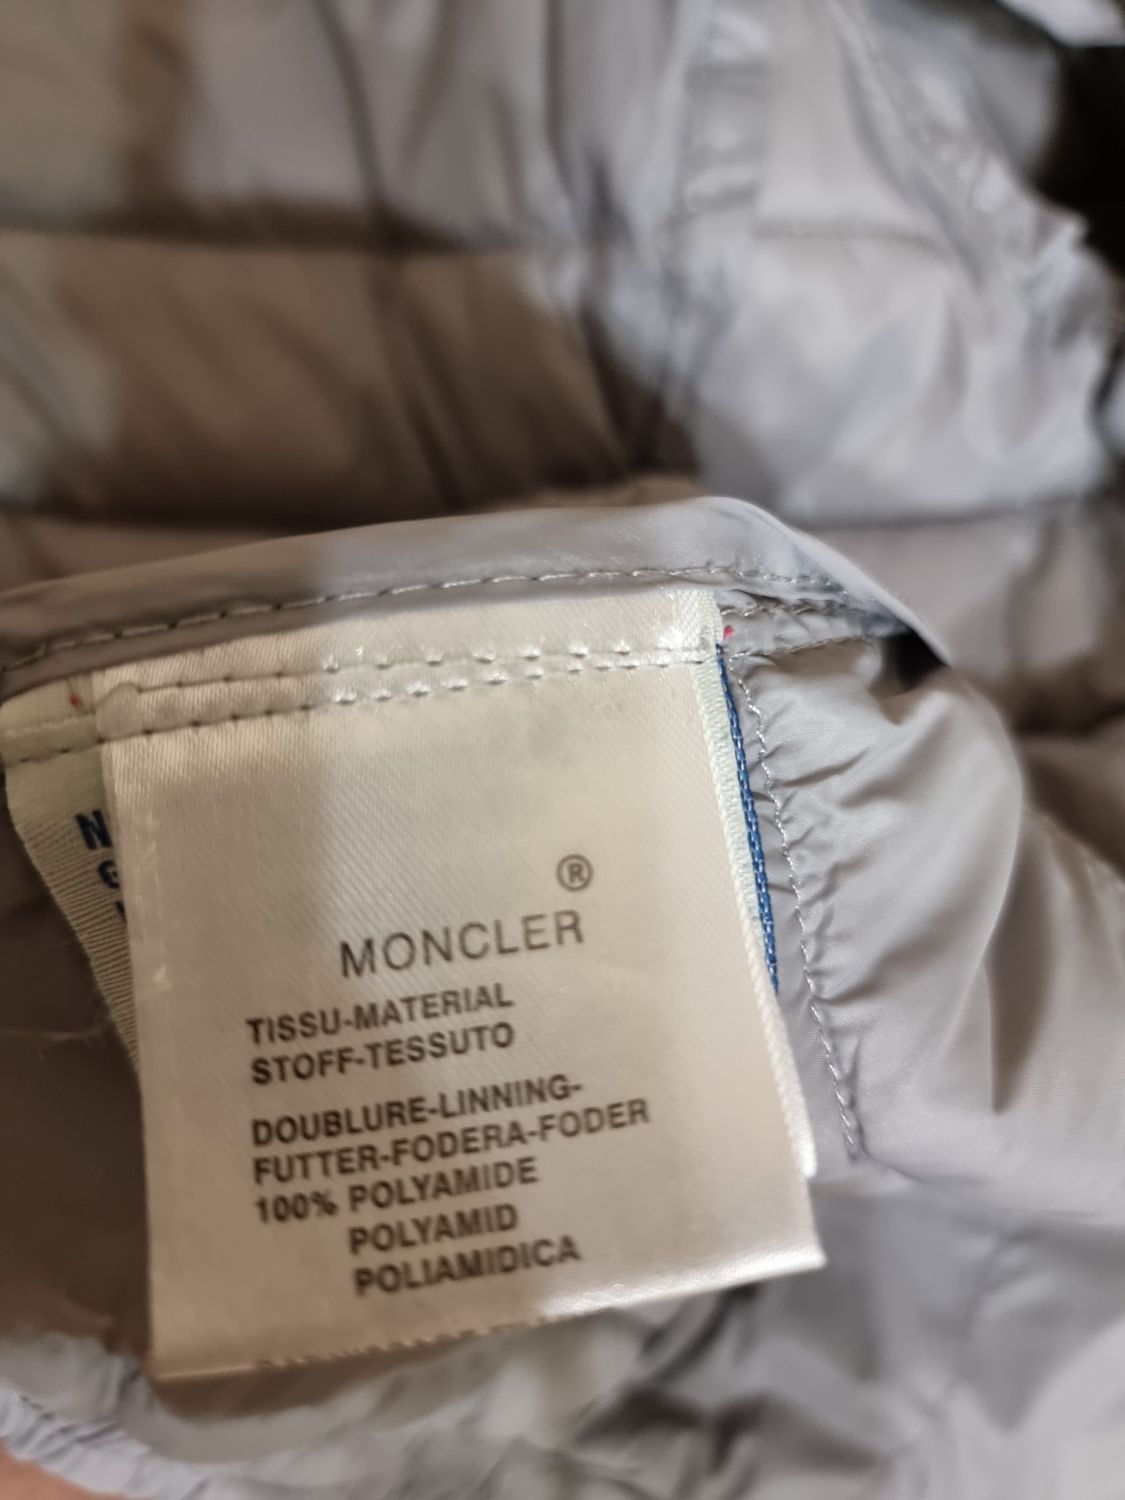 ®
MONCLER
TISSU-MATERIAL
STOFF-TESSUTO
DOUBLURE-LINNING-
FUTTER-FODERA-FODER
100% POLYAMIDE
POLYAMID
POLIAMIDICA